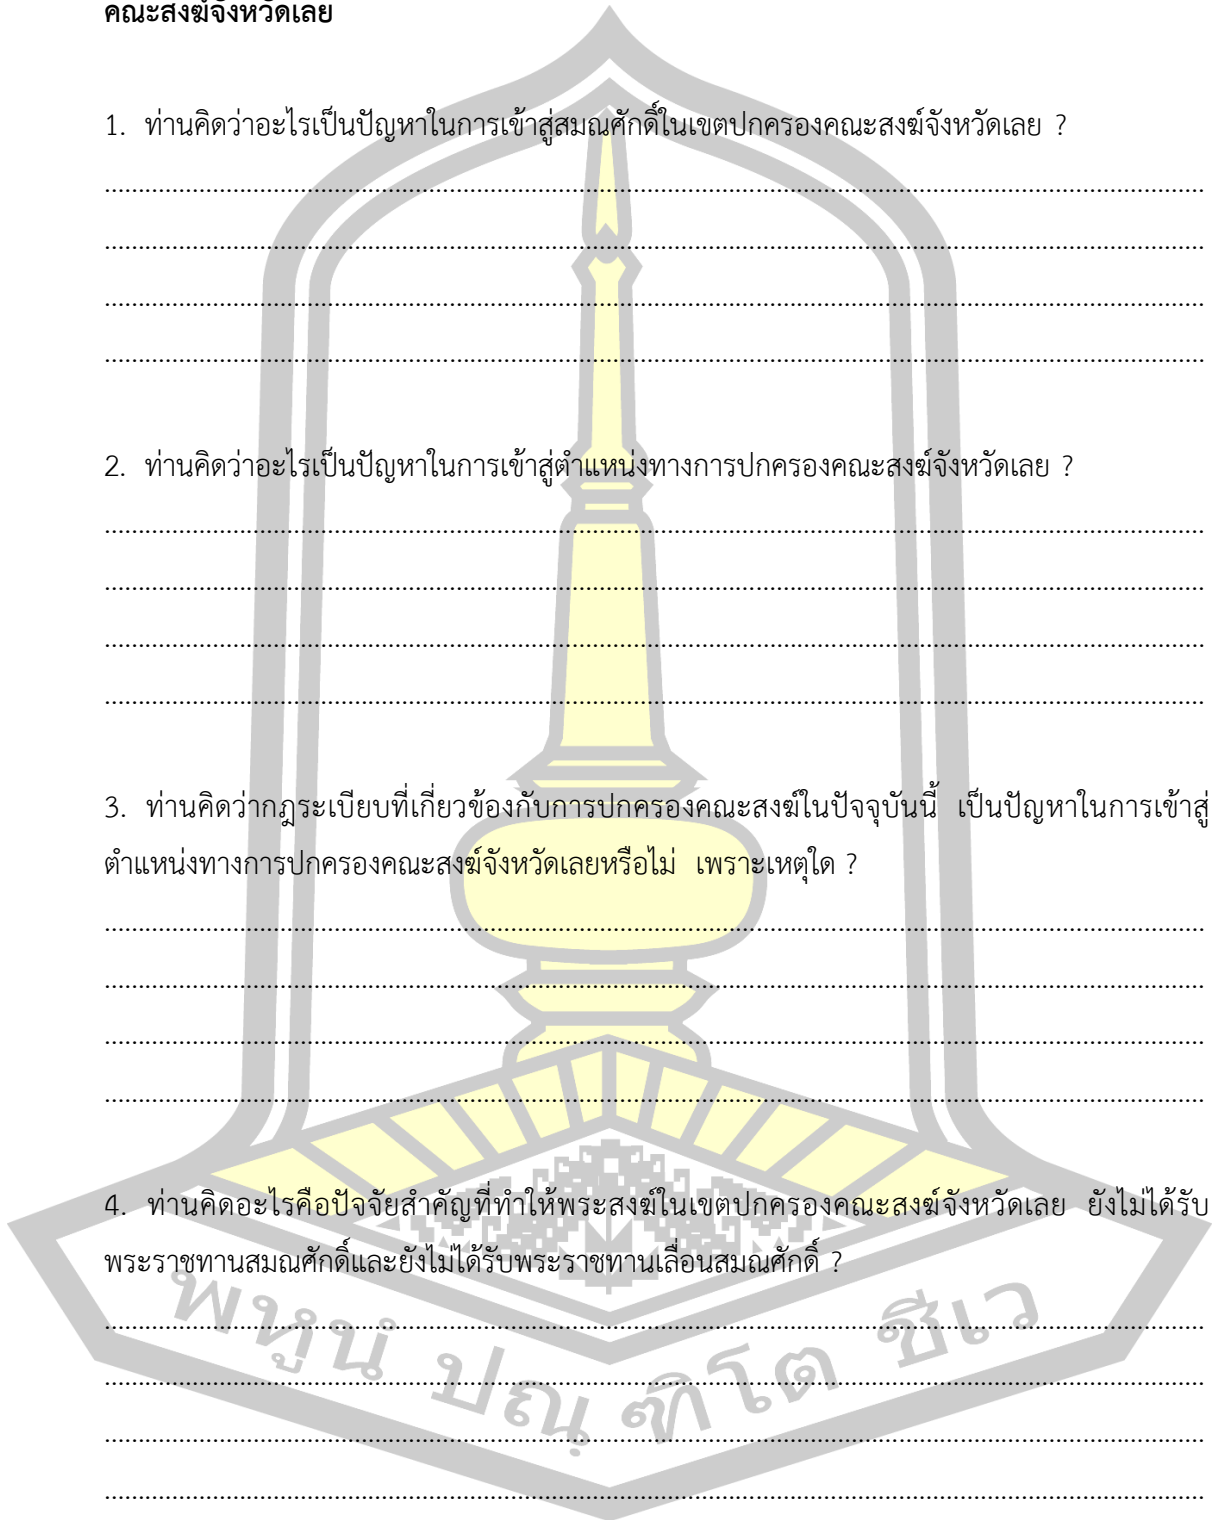 คณะสงฆ์จังหวัดเลย
1. ท่านคิดว่าอะไรเป็นปัญหาในการเข้าสู่สมณศักดิ์ในเขตปกครองคณะสงฆ์จังหวัดเลย ?
................................................................................
................................................................................
................................................................................
................................................................................
2. ท่านคิดว่าอะไรเป็นปัญหาในการเข้าสู่ตำแหน่งทางการปกครองคณะสงฆ์จังหวัดเลย ?
................................................................................
................................................................................
................................................................................
................................................................................
3. ท่านคิดว่ากฎระเบียบที่เกี่ยวข้องกับการปกครองคณะสงฆ์ในปัจจุบันนี้ เป็นปัญหาในการเข้าสู่
ตำแหน่งทางการปกครองคณะสงฆ์จังหวัดเลยหรือไม่ เพราะเหตุใด ?
................................................................................
................................................................................
................................................................................
................................................................................
4. ท่านคิดอะไรคือปัจจัยสำคัญที่ทำให้พระสงฆ์ในเขตปกครองคณะสงฆ์จังหวัดเลย ยังไม่ได้รับ
พระราชทานสมณศักดิ์และยังไม่ได้รับพระราชทานเลื่อนสมณศักดิ์ ?
................................................................................
................................................................................
................................................................................
................................................................................
พหูนํ ปณฺฑิโต ชีเว